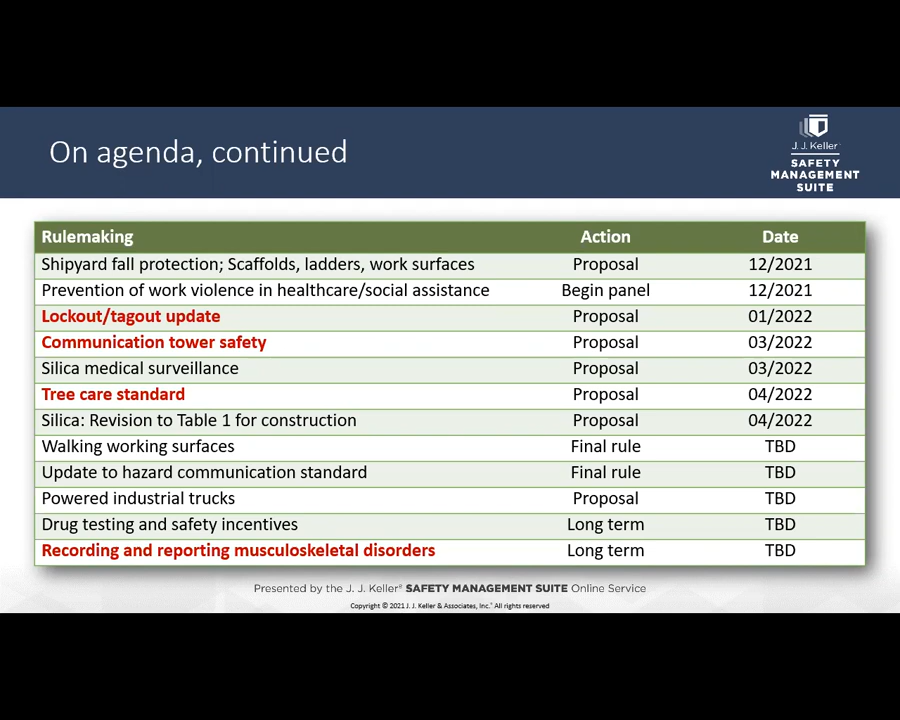 On agenda, continued
J. J. Keller
SAFETY
MANAGEMENT
SUITE
Rulemaking Action Date
Shipyard fall protection; Scaffolds, ladders, work surfaces Proposal 12/2021
Prevention of work violence in healthcare/social assistance Begin panel 12/2021
Lockout/tagout update Proposal 01/2022
Communication tower safety Proposal 03/2022
Silica medical surveillance Proposal 03/2022
Tree care standard Proposal 04/2022
Silica: Revision to Table 1 for construction Proposal 04/2022
Walking working surfaces Final rule TBD
Update to hazard communication standard Final rule TBD
Powered industrial trucks Proposal TBD
Drug testing and safety incentives Long term TBD
Recording and reporting musculoskeletal disorders Long term TBD
Presented by the J. J. Keller® SAFETY MANAGEMENT SUITE Online Service
Copyright © 2021 J. J. Keller & Associates, Inc.® All rights reserved